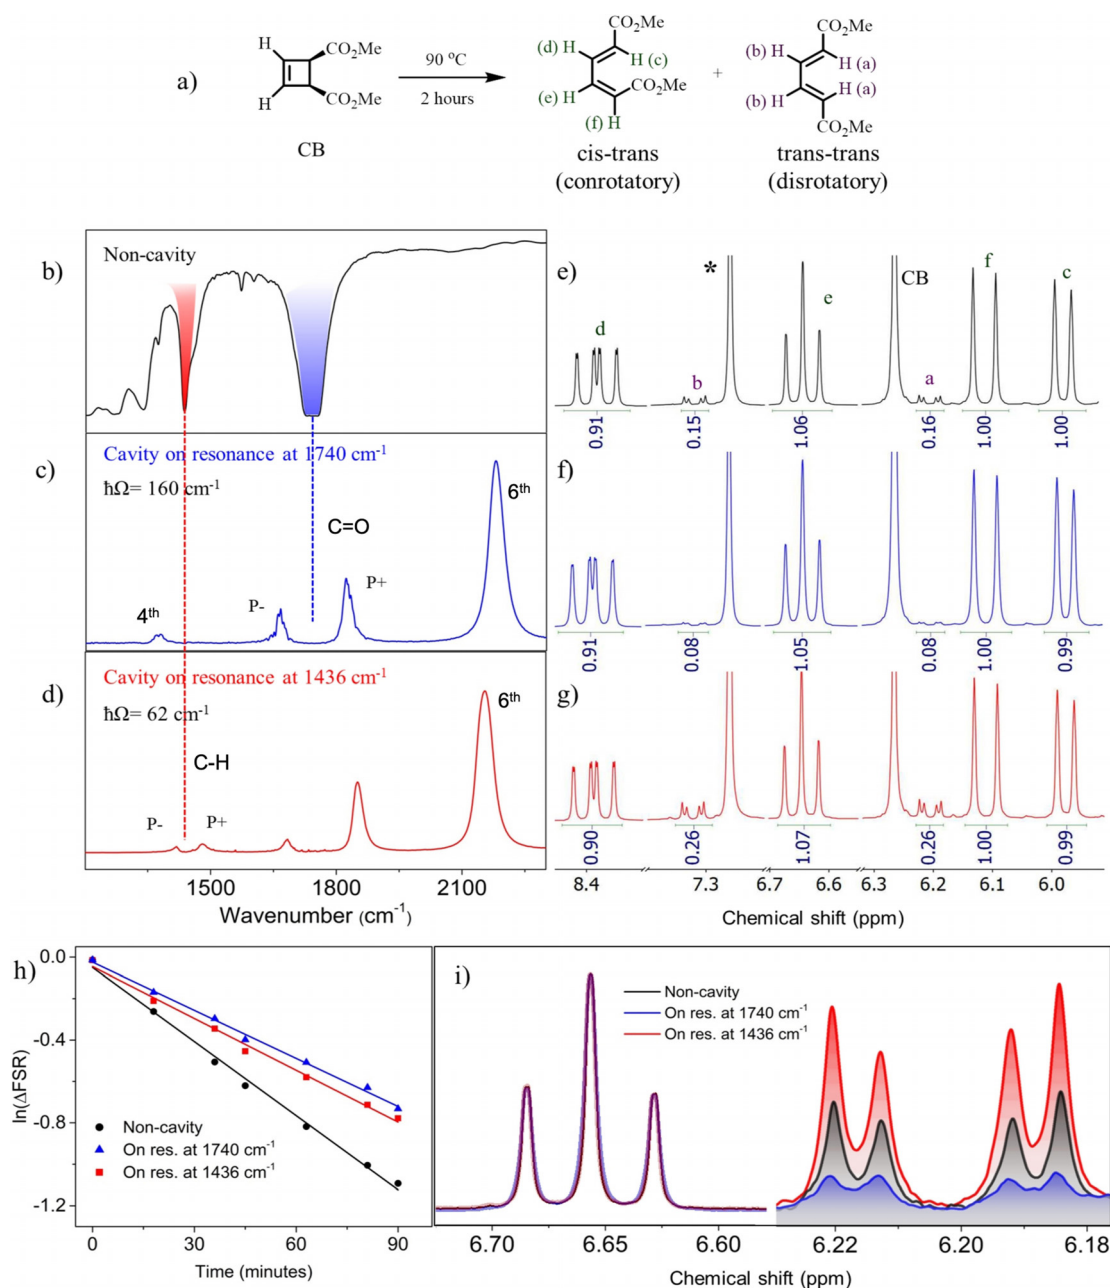 a)
H
H
CO₂Me
CO₂Me
CB
90 °C
2 hours
CO₂Me
(d) H
H (c)
CO₂Me
(e) H
(f) H
cis-trans
(conrotatory)
+
CO₂Me
(b) H
H (a)
(b) H
H (a)
CO₂Me
trans-trans
(disrotatory)
b)
Non-cavity
c)
Cavity on resonance at 1740 cm⁻¹
ħΩ= 160 cm⁻¹
6th
C=O
P+
P-
4th
d)
Cavity on resonance at 1436 cm⁻¹
ħΩ= 62 cm⁻¹
6th
C-H
P-
P+
1500
1800
2100
Wavenumber (cm⁻¹)
e)
*
CB
d
b
e
a
f
c
0.91
0.15
1.06
0.16
1.00
1.00
f)
0.91
0.08
1.05
0.08
1.00
0.99
g)
0.90
0.26
1.07
0.26
1.00
0.99
8.4
7.3
6.7
6.6
6.3
6.2
6.1
6.0
Chemical shift (ppm)
h)
0.0
-0.4
-0.8
-1.2
ln(ΔFSR)
Non-cavity
On res. at 1740 cm⁻¹
On res. at 1436 cm⁻¹
0
30
60
90
Time (minutes)
i)
Non-cavity
On res. at 1740 cm⁻¹
On res. at 1436 cm⁻¹
6.70
6.65
6.60
6.22
6.20
6.18
Chemical shift (ppm)